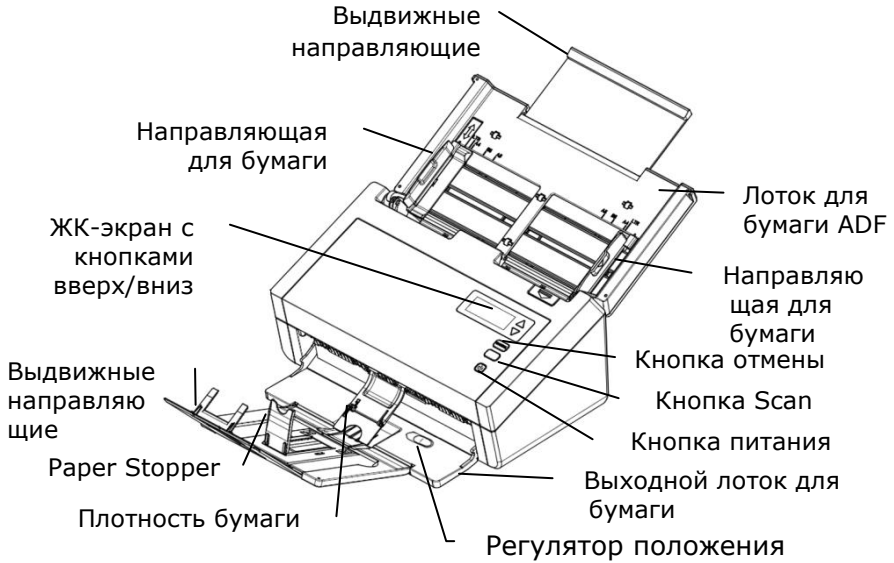 Выдвижные
направляющие
Направляющая
для бумаги
ЖК-экран с
кнопками
вверх/вниз
Лоток для
бумаги ADF
Направляю
щая для
бумаги
Кнопка отмены
Кнопка Scan
Кнопка питания
Выходной лоток для
бумаги
Регулятор положения
Выдвижные
направляю
щие
Paper Stopper
Плотность бумаги